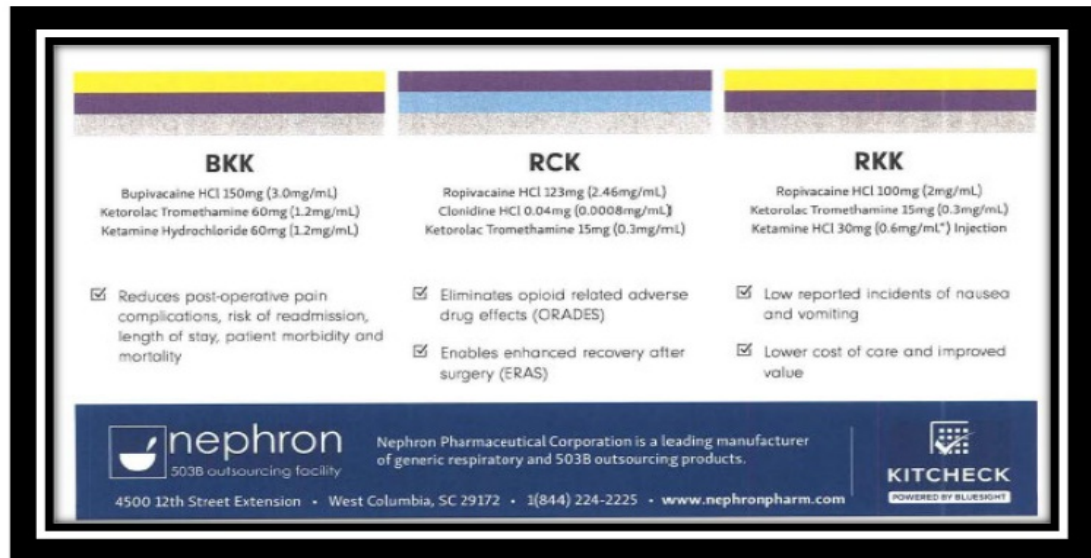 BKK
Bupivacaine HCl 150mg (3.0mg/mL)
Ketorolac Tromethamine 60mg (1.2mg/mL)
Ketamine Hydrochloride 60mg (1.2mg/mL)
☑ Reduces post-operative pain
complications, risk of readmission,
length of stay, patient morbidity and
mortality
RCK
Ropivacaine HCl 123mg (2.46mg/mL)
Clonidine HCl 0.04mg (0.0008mg/mL)
Ketorolac Tromethamine 15mg (0.3mg/mL)
☑ Eliminates opioid related adverse
drug effects (ORADES)
☑ Enables enhanced recovery after
surgery (ERAS)
RKK
Ropivacaine HCl 100mg (2mg/mL)
Ketorolac Tromethamine 15mg (0.3mg/mL)
Ketamine HCl 30mg (0.6mg/mL*) Injection
☑ Low reported incidents of nausea
and vomiting
☑ Lower cost of care and improved
value
nephron
503B outsourcing facility
Nephron Pharmaceutical Corporation is a leading manufacturer
of generic respiratory and 503B outsourcing products.
4500 12th Street Extension • West Columbia, SC 29172 • 1(844) 224-2225 • www.nephronpharm.com
KITCHECK
POWERED BY BLUESIGHT